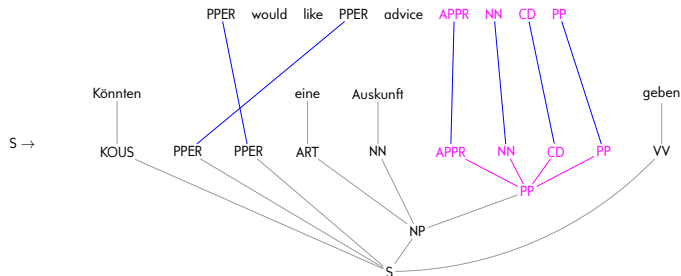 PPER would like PPER advice APPR NN CD PP
Könnten eine Auskunft geben
S → KOUS PPER PPER ART NN APPR NN CD PP VV
PP
NP
S